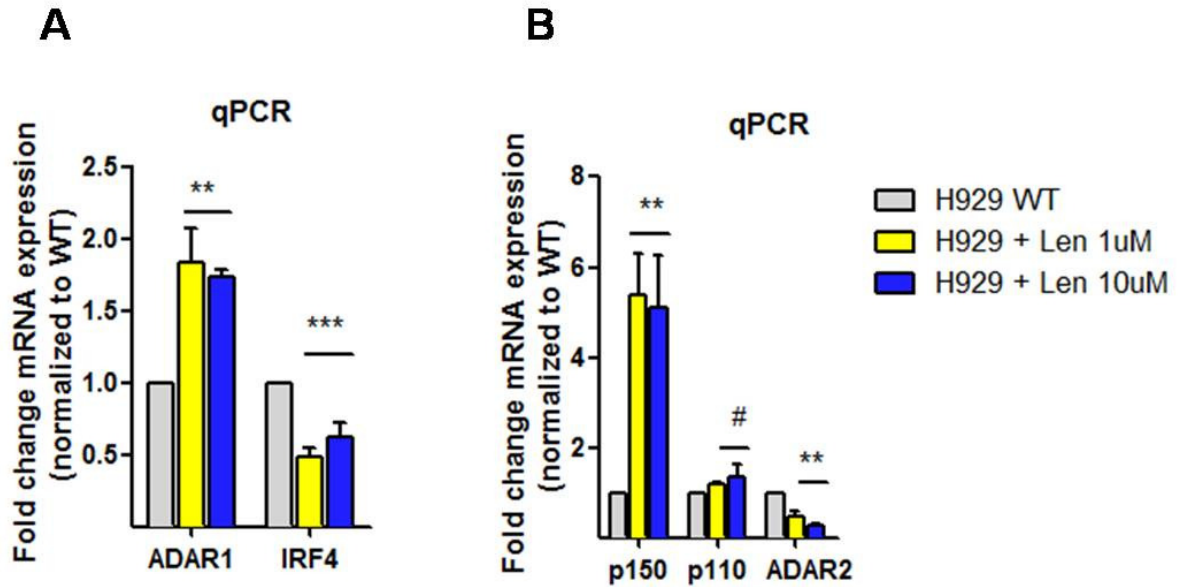 A
B
qPCR
Fold change mRNA expression
(normalized to WT)
2.5
2.0
1.5
1.0
0.5
**
***
ADAR1
IRF4
qPCR
Fold change mRNA expression
(normalized to WT)
8
6
4
2
**
#
**
p150
p110
ADAR2
H929 WT
H929 + Len 1uM
H929 + Len 10uM